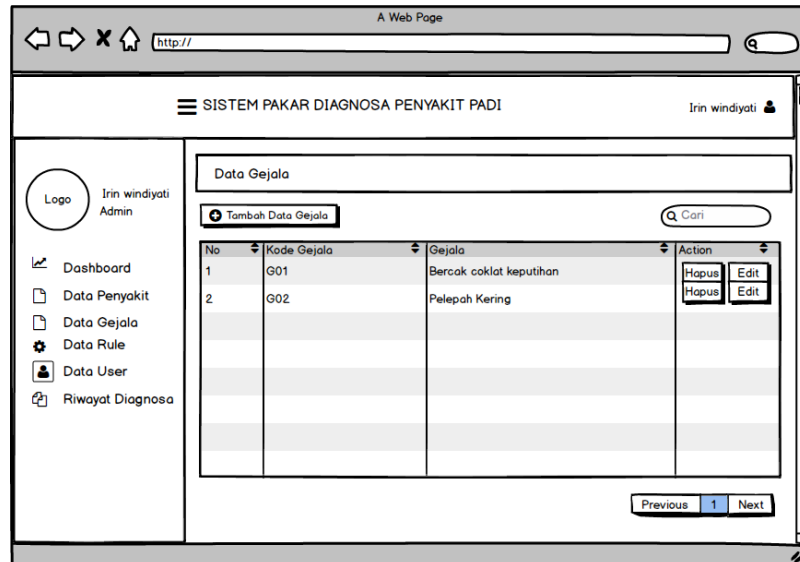 A Web Page
http://
SISTEM PAKAR DIAGNOSA PENYAKIT PADI
Irin windiyati
Logo
Irin windiyati
Admin
Dashboard
Data Penyakit
Data Gejala
Data Rule
Data User
Riwayat Diagnosa
Data Gejala
Tambah Data Gejala
Cari
No Kode Gejala Gejala Action
1 G01 Bercak coklat keputihan Hapus Edit
2 G02 Pelepah Kering Hapus Edit
Previous 1 Next